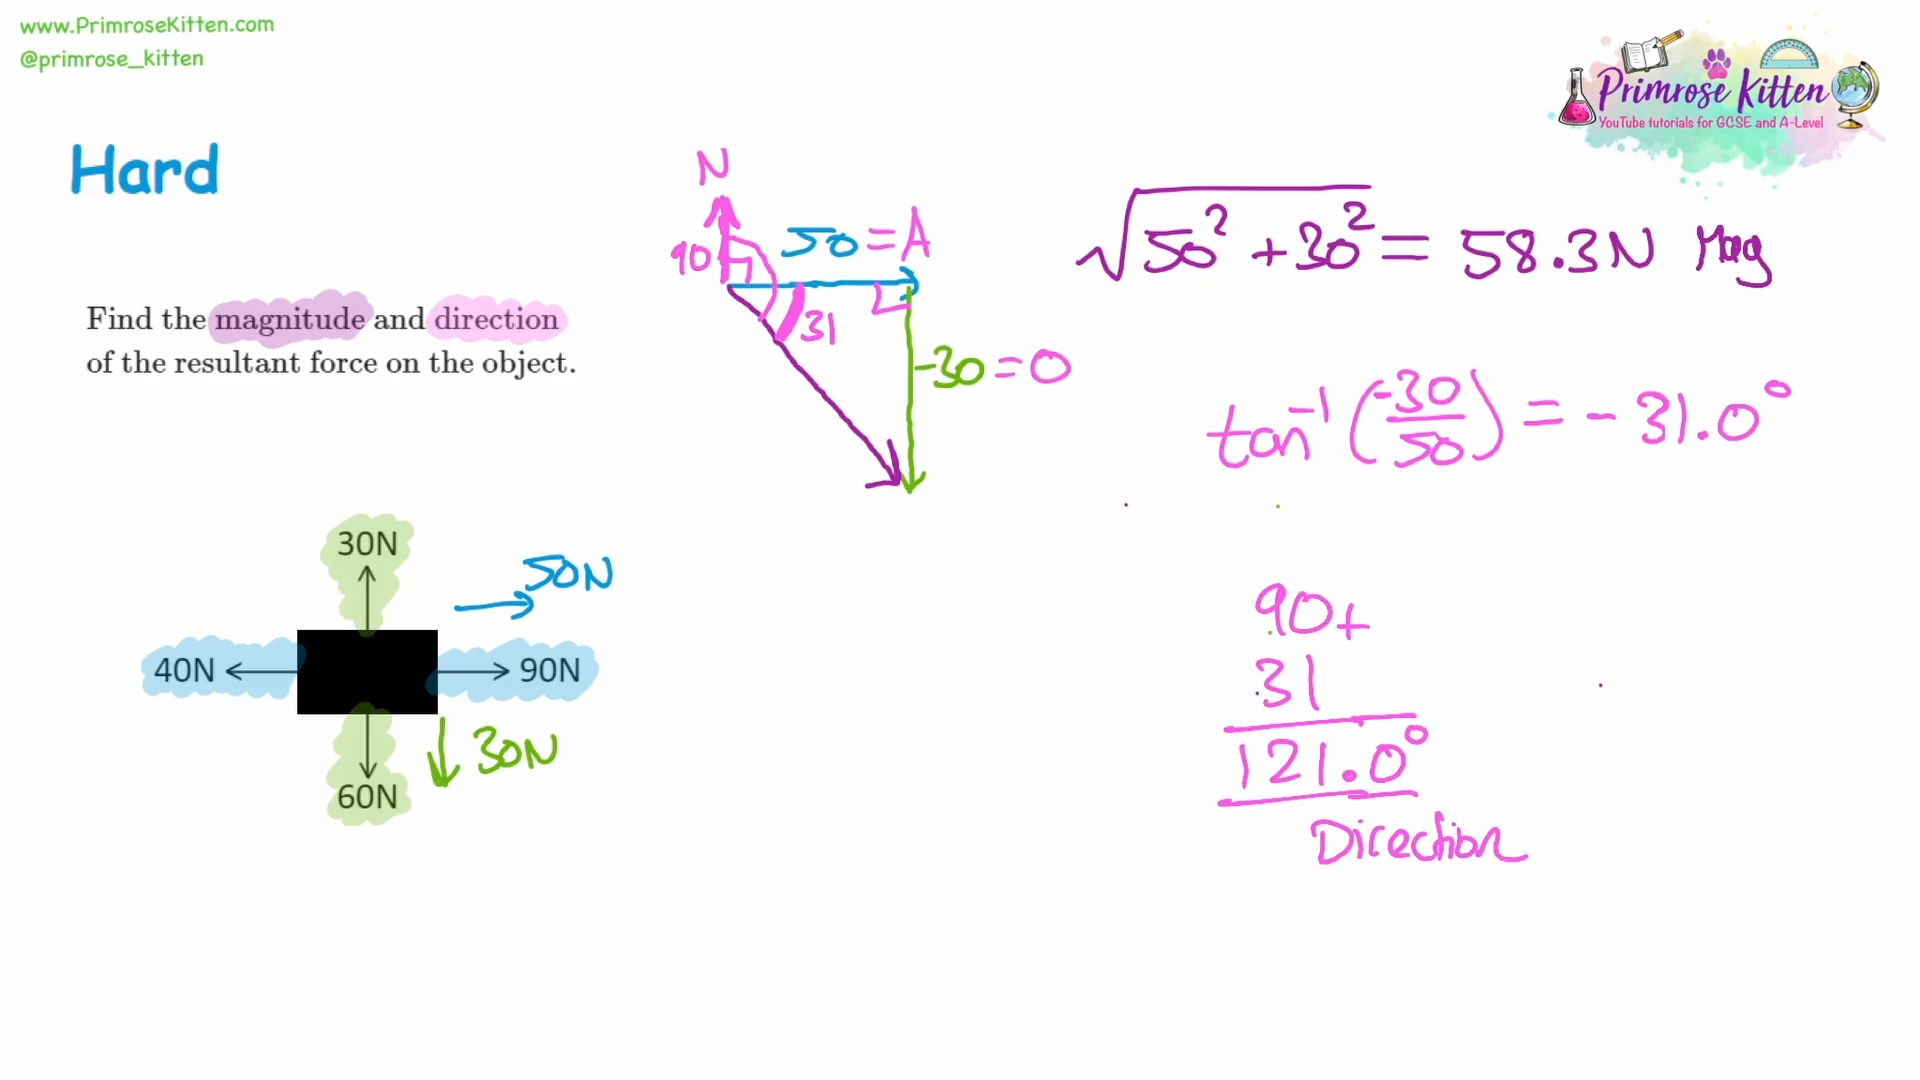 www.PrimroseKitten.com
@primrose_kitten
Primrose Kitten
YouTube tutorials for GCSE and A-Level
Hard
Find the magnitude and direction
of the resultant force on the object.
N
90
50 = A
31
-30 = O
√50² + 30² = 58.3N Mag
tan⁻¹ (-30/50) = - 31.0°
30N
50N
40N
90N
30N
60N
90+
31
121.0°
Direction